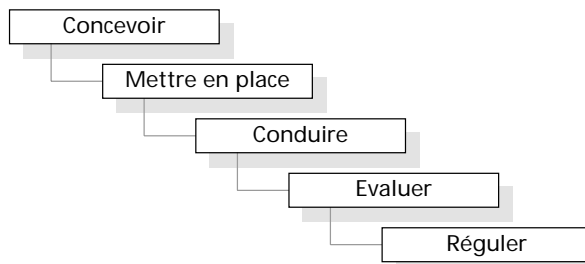 Concevoir
Mettre en place
Conduire
Evaluer
Réguler